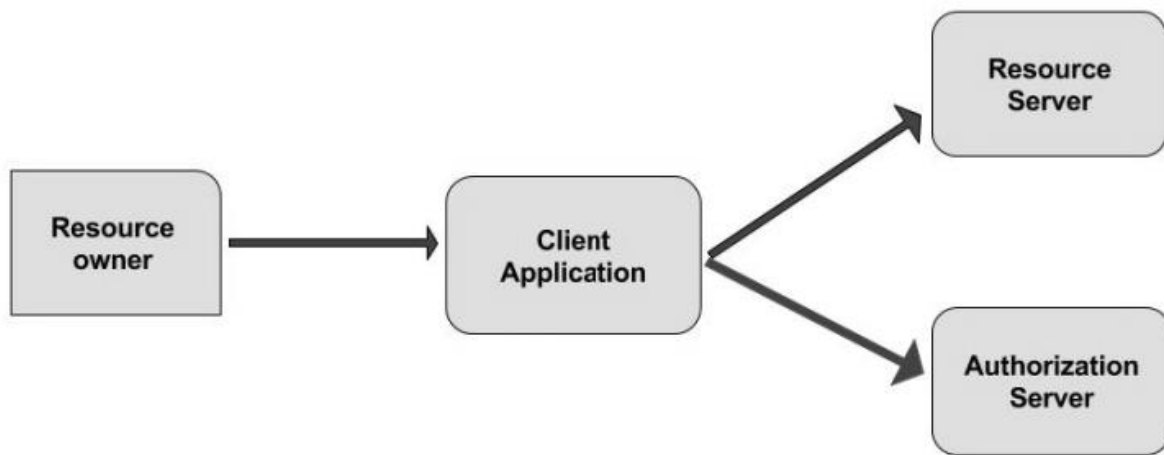 Resource
owner
Client
Application
Resource
Server
Authorization
Server